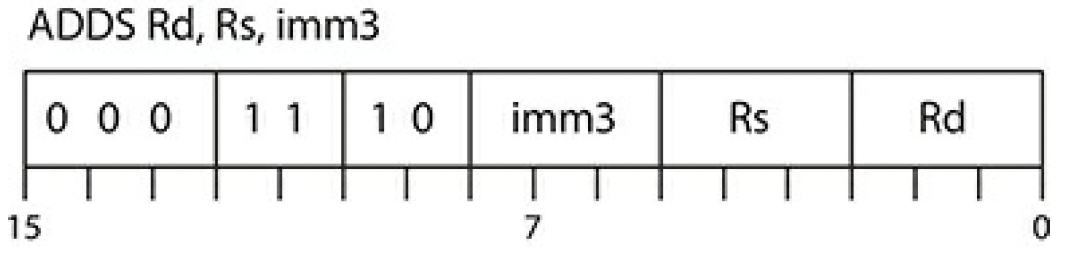 ADDS Rd, Rs, imm3
0 0 0 1 1 1 0 imm3 Rs Rd
15 7 0